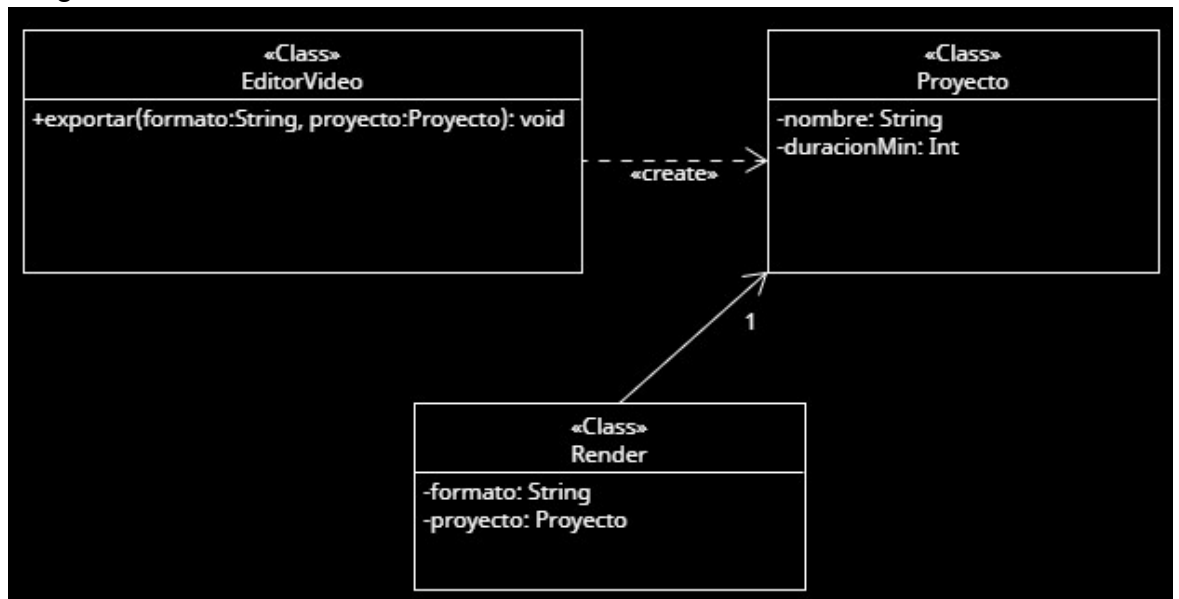 «Class»
EditorVideo
+exportar(formato:String, proyecto:Proyecto): void
«Class»
Proyecto
-nombre: String
-duracionMin: Int
«create»
1
«Class»
Render
-formato: String
-proyecto: Proyecto